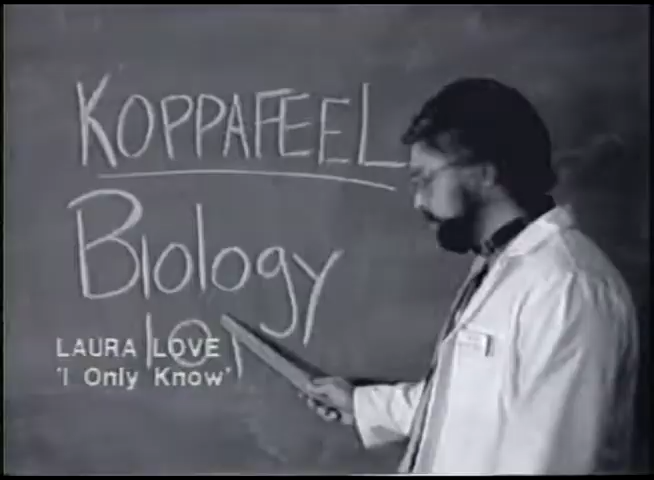 KOPPAFEEL
Biology
101
LAURA LOVE
'I Only Know'